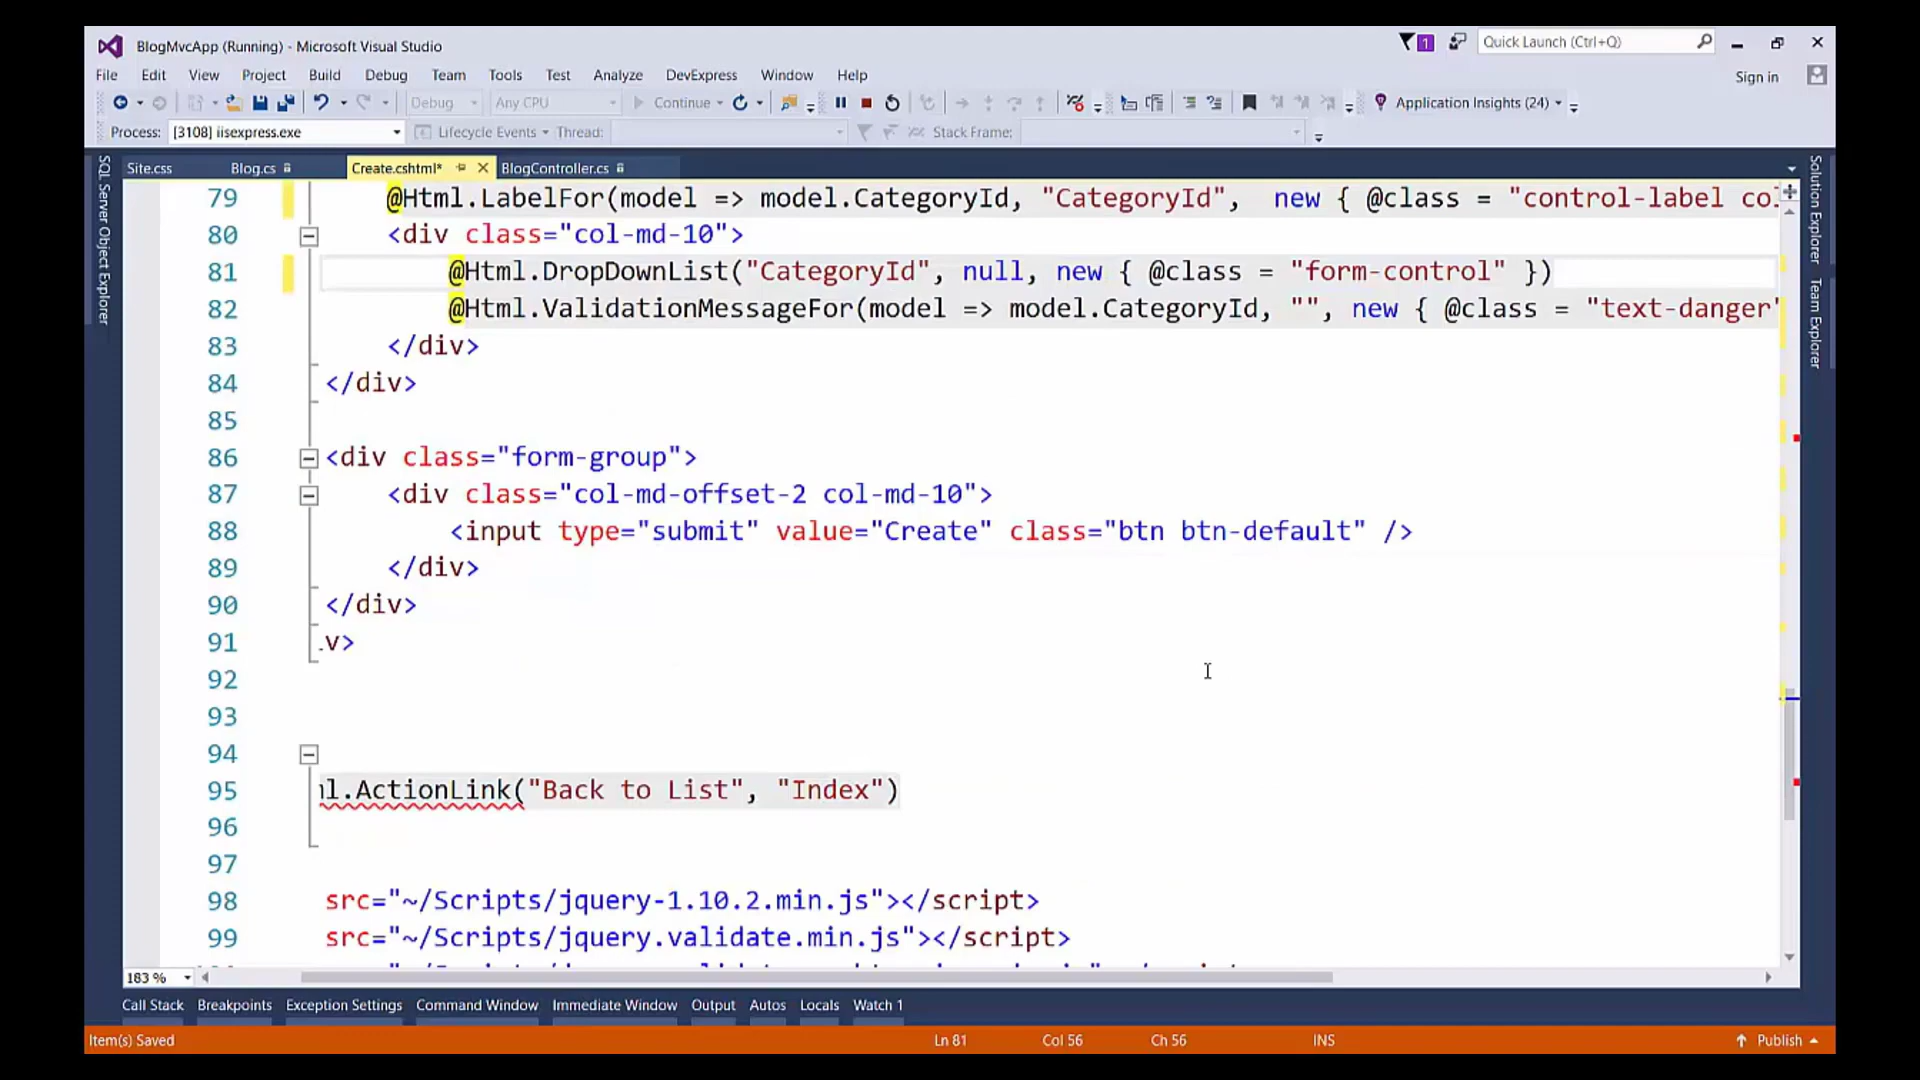 BlogMvcApp (Running) - Microsoft Visual Studio
1
Quick Launch (Ctrl+Q)
File Edit View Project Build Debug Team Tools Test Analyze DevExpress Window Help
Sign in
Debug Any CPU Continue Application Insights (24)
Process: [3108] iisexpress.exe Lifecycle Events Thread: Stack Frame:
SQL Server Object Explorer
Site.css Blog.cs Create.cshtml* BlogController.cs
Solution Explorer
Team Explorer
79 @Html.LabelFor(model => model.CategoryId, "CategoryId", new { @class = "control-label co
80 <div class="col-md-10">
81 @Html.DropDownList("CategoryId", null, new { @class = "form-control" })
82 @Html.ValidationMessageFor(model => model.CategoryId, "", new { @class = "text-danger"
83 </div>
84 </div>
85
86 <div class="form-group">
87 <div class="col-md-offset-2 col-md-10">
88 <input type="submit" value="Create" class="btn btn-default" />
89 </div>
90 </div>
91 v>
92
93
94
95 l.ActionLink("Back to List", "Index")
96
97
98 src="~/Scripts/jquery-1.10.2.min.js"></script>
99 src="~/Scripts/jquery.validate.min.js"></script>
183 %
Call Stack Breakpoints Exception Settings Command Window Immediate Window Output Autos Locals Watch 1
Item(s) Saved Ln 81 Col 56 Ch 56 INS Publish